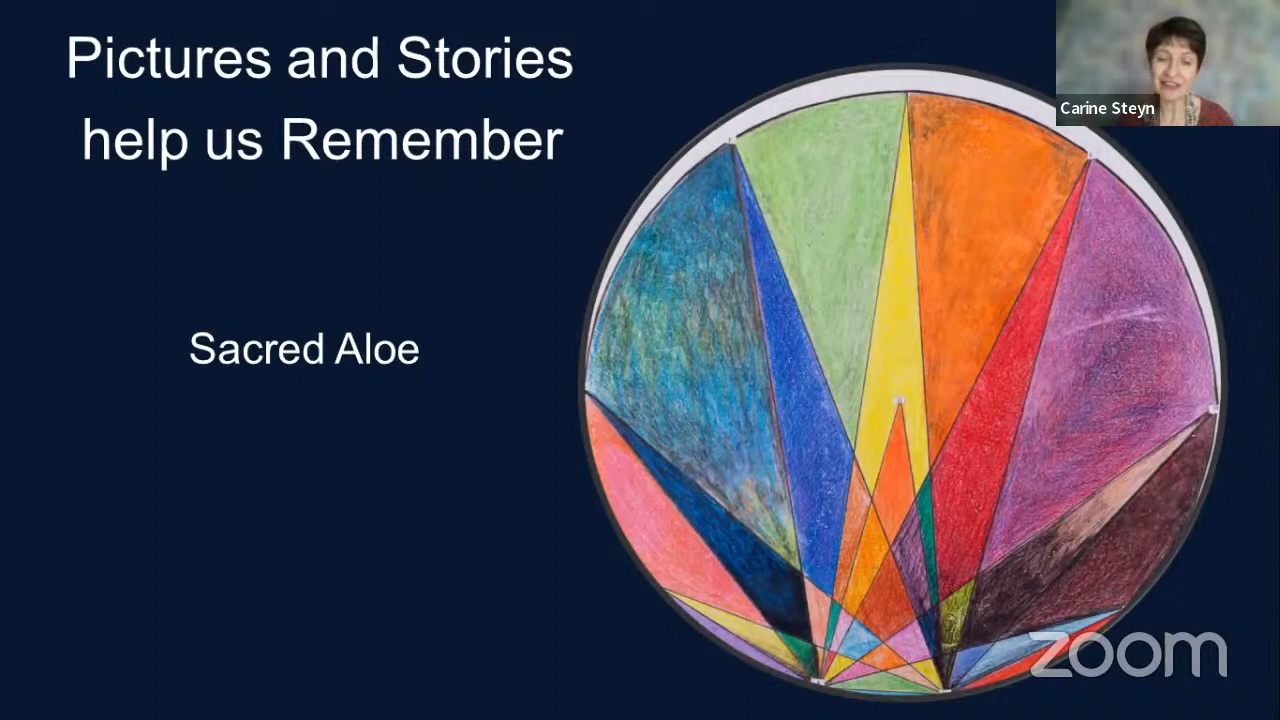 Pictures and Stories
help us Remember
Carine Steyn
Sacred Aloe
zoom